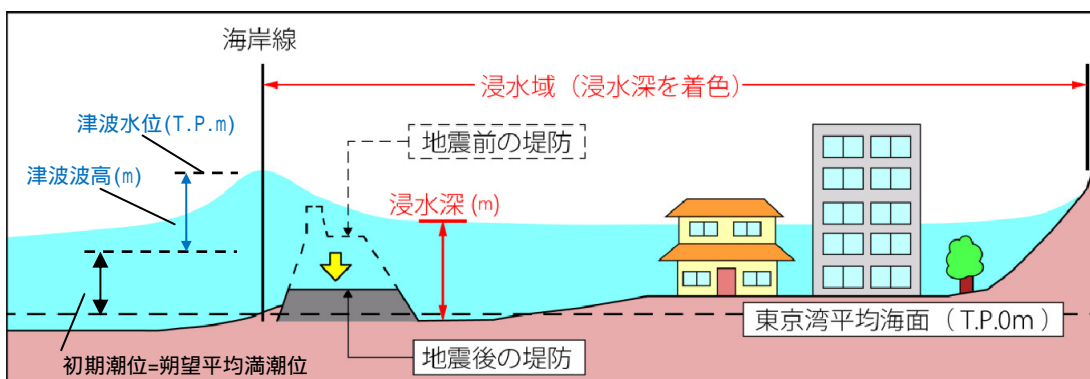 海岸線
浸水域（浸水深を着色）
津波水位(T.P.m)
地震前の堤防
津波波高(m)
浸水深(m)
東京湾平均海面（T.P.0m）
地震後の堤防
初期潮位=朔望平均満潮位